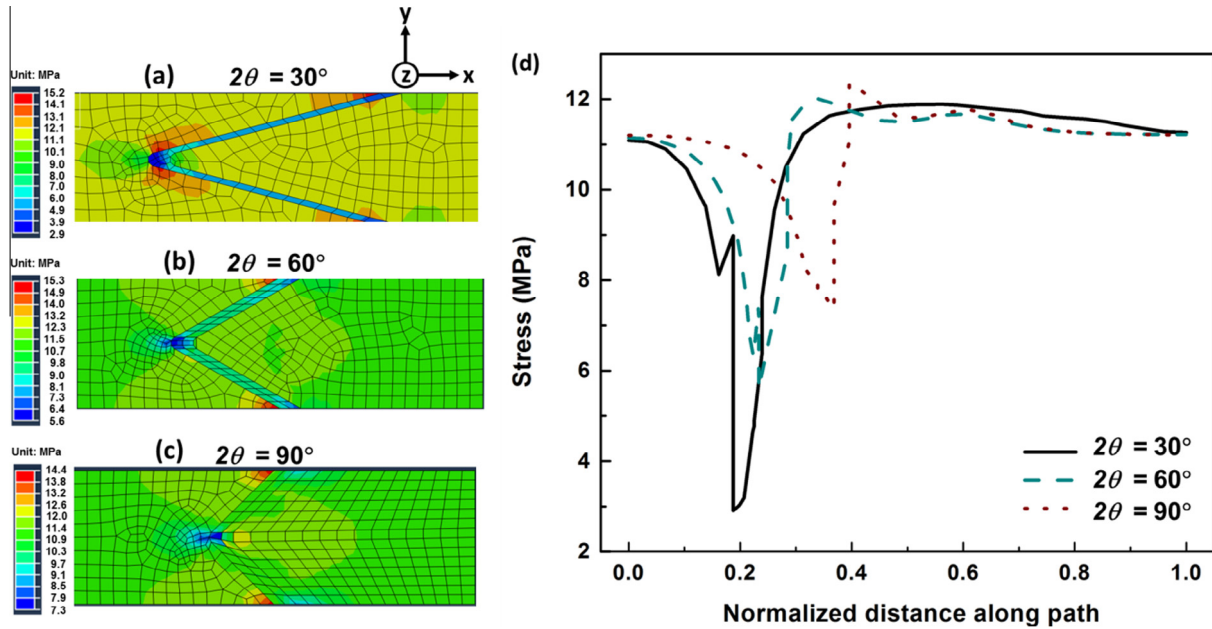 y
z
x
Unit: MPa
(a)
2θ = 30°
15.2
14.1
13.1
12.1
10.1
9.0
8.0
7.0
6.0
4.9
3.9
2.9
(b)
2θ = 60°
Unit: MPa
15.3
14.9
14.0
12.3
11.5
10.7
9.8
9.0
8.1
7.3
6.4
5.6
(c)
2θ = 90°
Unit: MPa
14.4
13.8
13.2
12.6
12.0
11.4
10.9
10.3
9.7
9.1
8.5
7.9
7.3
(d)
Stress (MPa)
12
10
8
6
4
2
0.0 0.2 0.4 0.6 0.8 1.0
Normalized distance along path
2θ = 30°
2θ = 60°
2θ = 90°